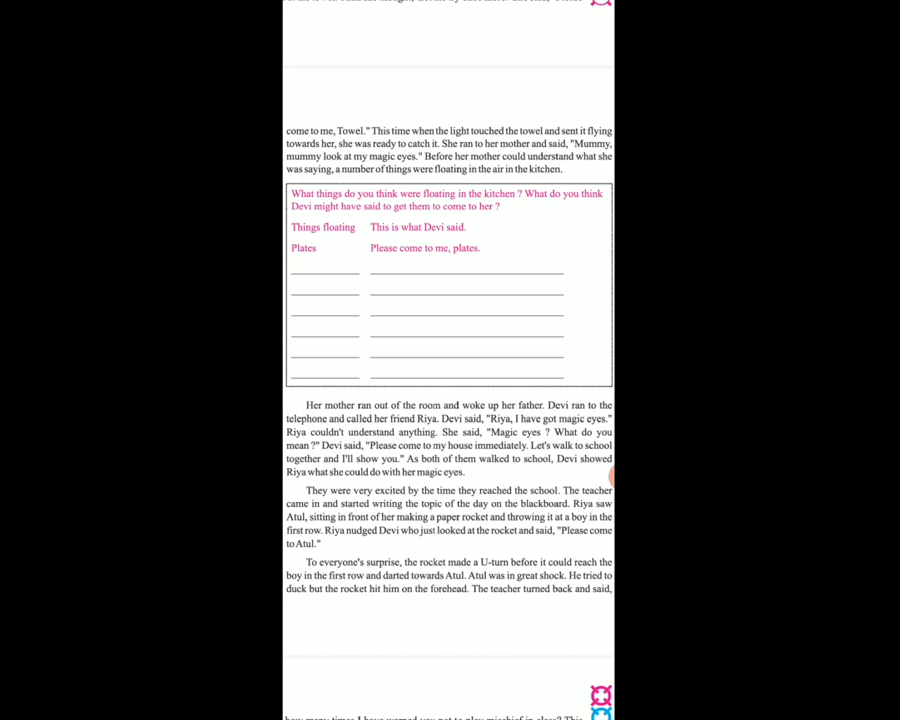 come to me, Towel." This time when the light touched the towel and sent it flying
towards her, she was ready to catch it. She ran to her mother and said, "Mummy,
mummy look at my magic eyes." Before her mother could understand what she
was saying, a number of things were floating in the air in the kitchen.
What things do you think were floating in the kitchen ? What do you think
Devi might have said to get them to come to her ?
Things floating This is what Devi said.
Plates Please come to me, plates.
Her mother ran out of the room and woke up her father. Devi ran to the
telephone and called her friend Riya. Devi said, "Riya, I have got magic eyes."
Riya couldn't understand anything. She said, "Magic eyes ? What do you
mean ?" Devi said, "Please come to my house immediately. Let's walk to school
together and I'll show you." As both of them walked to school, Devi showed
Riya what she could do with her magic eyes.
They were very excited by the time they reached the school. The teacher
came in and started writing the topic of the day on the blackboard. Riya saw
Atul, sitting in front of her making a paper rocket and throwing it at a boy in the
first row. Riya nudged Devi who just looked at the rocket and said, "Please come
to Atul."
To everyone's surprise, the rocket made a U-turn before it could reach the
boy in the first row and darted towards Atul. Atul was in great shock. He tried to
duck but the rocket hit him on the forehead. The teacher turned back and said,